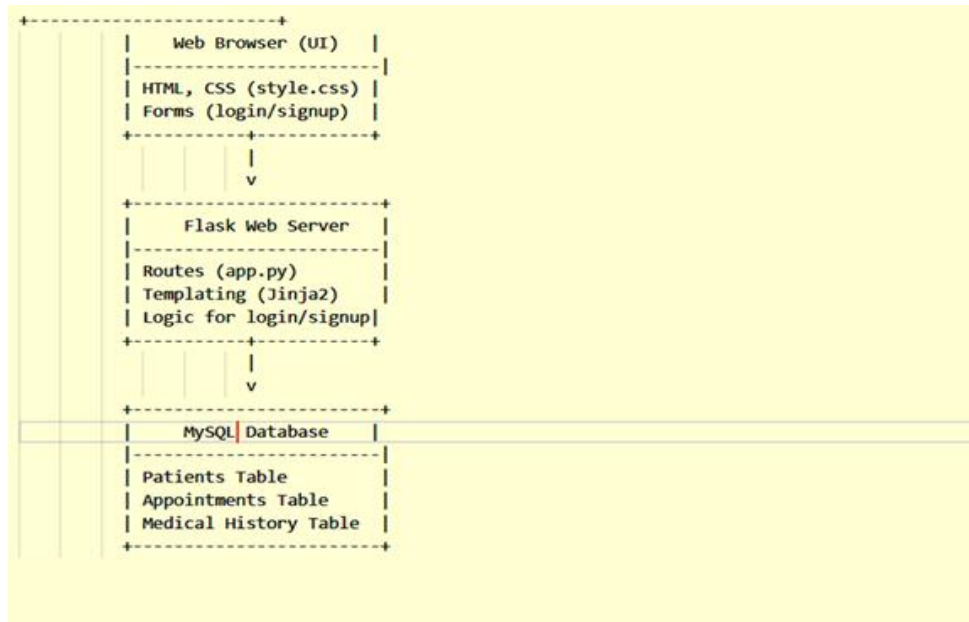 +------------------------+
|    Web Browser (UI)   |
|------------------------|
| HTML, CSS (style.css) |
| Forms (login/signup)  |
+-----------+-----------+
|
v
+------------------------+
|     Flask Web Server   |
|------------------------|
| Routes (app.py)        |
| Templating (Jinja2)    |
| Logic for login/signup|
+-----------+-----------+
|
v
+------------------------+
|     MySQL Database    |
|------------------------|
| Patients Table         |
| Appointments Table     |
| Medical History Table  |
+------------------------+